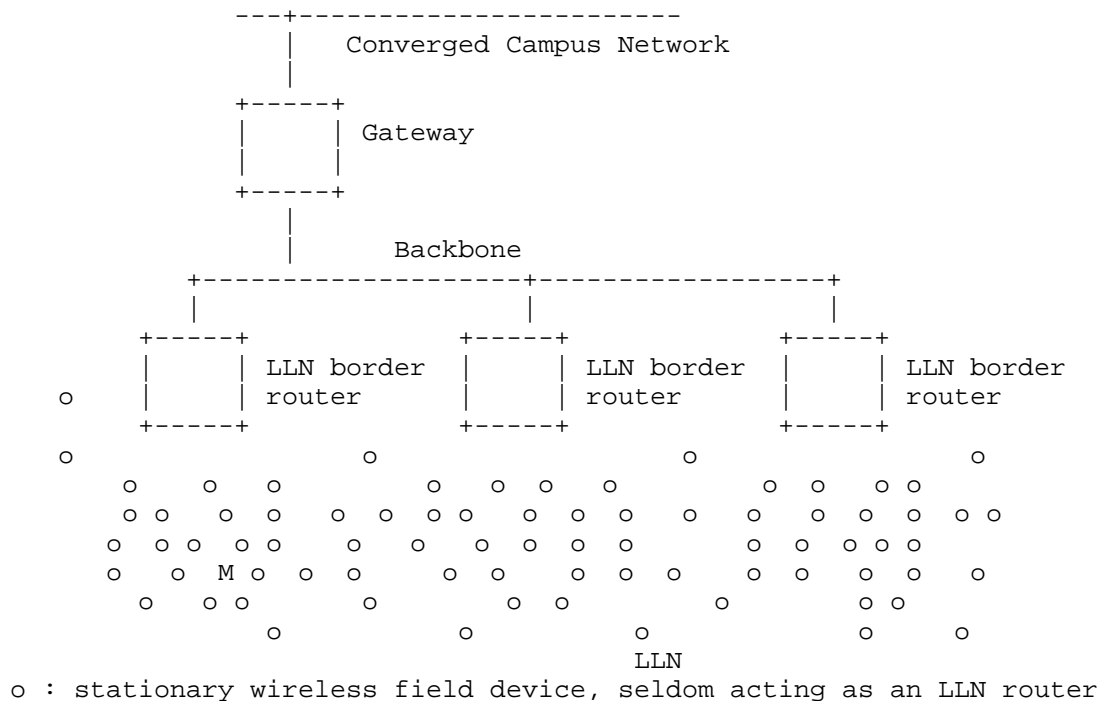 ---+------------------------
|    Converged Campus Network
|
+-----+
|     | Gateway
|     |
+-----+
|
|      Backbone
+--------------------+------------------+
|                    |                  |
+-----+             +-----+             +-----+
|     | LLN border  |     | LLN border  |     | LLN border
o    |     | router      |     | router      |     | router
+-----+             +-----+             +-----+
o                  o                   o                 o
o    o   o         o   o  o   o         o  o   o o
o o   o  o   o  o  o o   o  o  o   o   o   o  o  o  o o
o  o o  o o    o   o   o  o  o  o       o  o  o o o
o   o  M o  o  o     o  o    o  o  o    o  o   o  o   o
o   o o       o        o  o         o        o o
o           o          o             o     o
LLN
o : stationary wireless field device, seldom acting as an LLN router